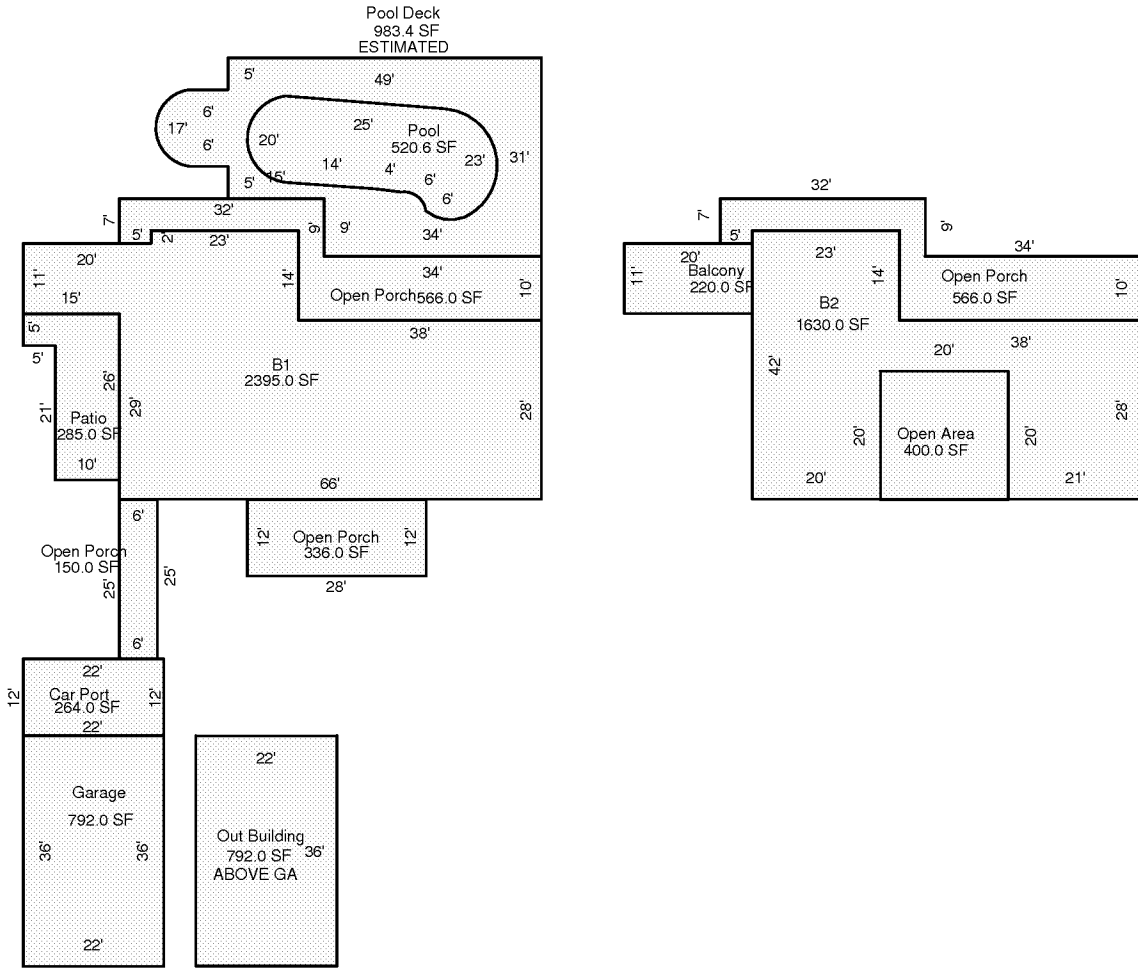 Pool Deck
983.4 SF
ESTIMATED
5'
49'
6'
17'
6'
5'
20'
25'
Pool
520.6 SF
23'
31'
14'
4'
15'
6'
6'
32'
7'
5'
2'
23'
9'
9'
34'
20'
11'
15'
14'
34'
Open Porch 566.0 SF
10'
38'
5'
5'
26'
B1
2395.0 SF
21'
29'
28'
Patio
285.0 SF
10'
66'
6'
12'
Open Porch
336.0 SF
12'
28'
Open Porch
150.0 SF
25'
25'
6'
22'
12'
Car Port
264.0 SF
12'
22'
Garage
792.0 SF
36'
36'
22'
22'
Out Building
792.0 SF
36'
ABOVE GA
32'
7'
5'
9'
34'
20'
11'
Balcony
220.0 SF
23'
14'
B2
1630.0 SF
Open Porch
566.0 SF
10'
38'
42'
20'
28'
20'
Open Area
400.0 SF
20'
20'
21'